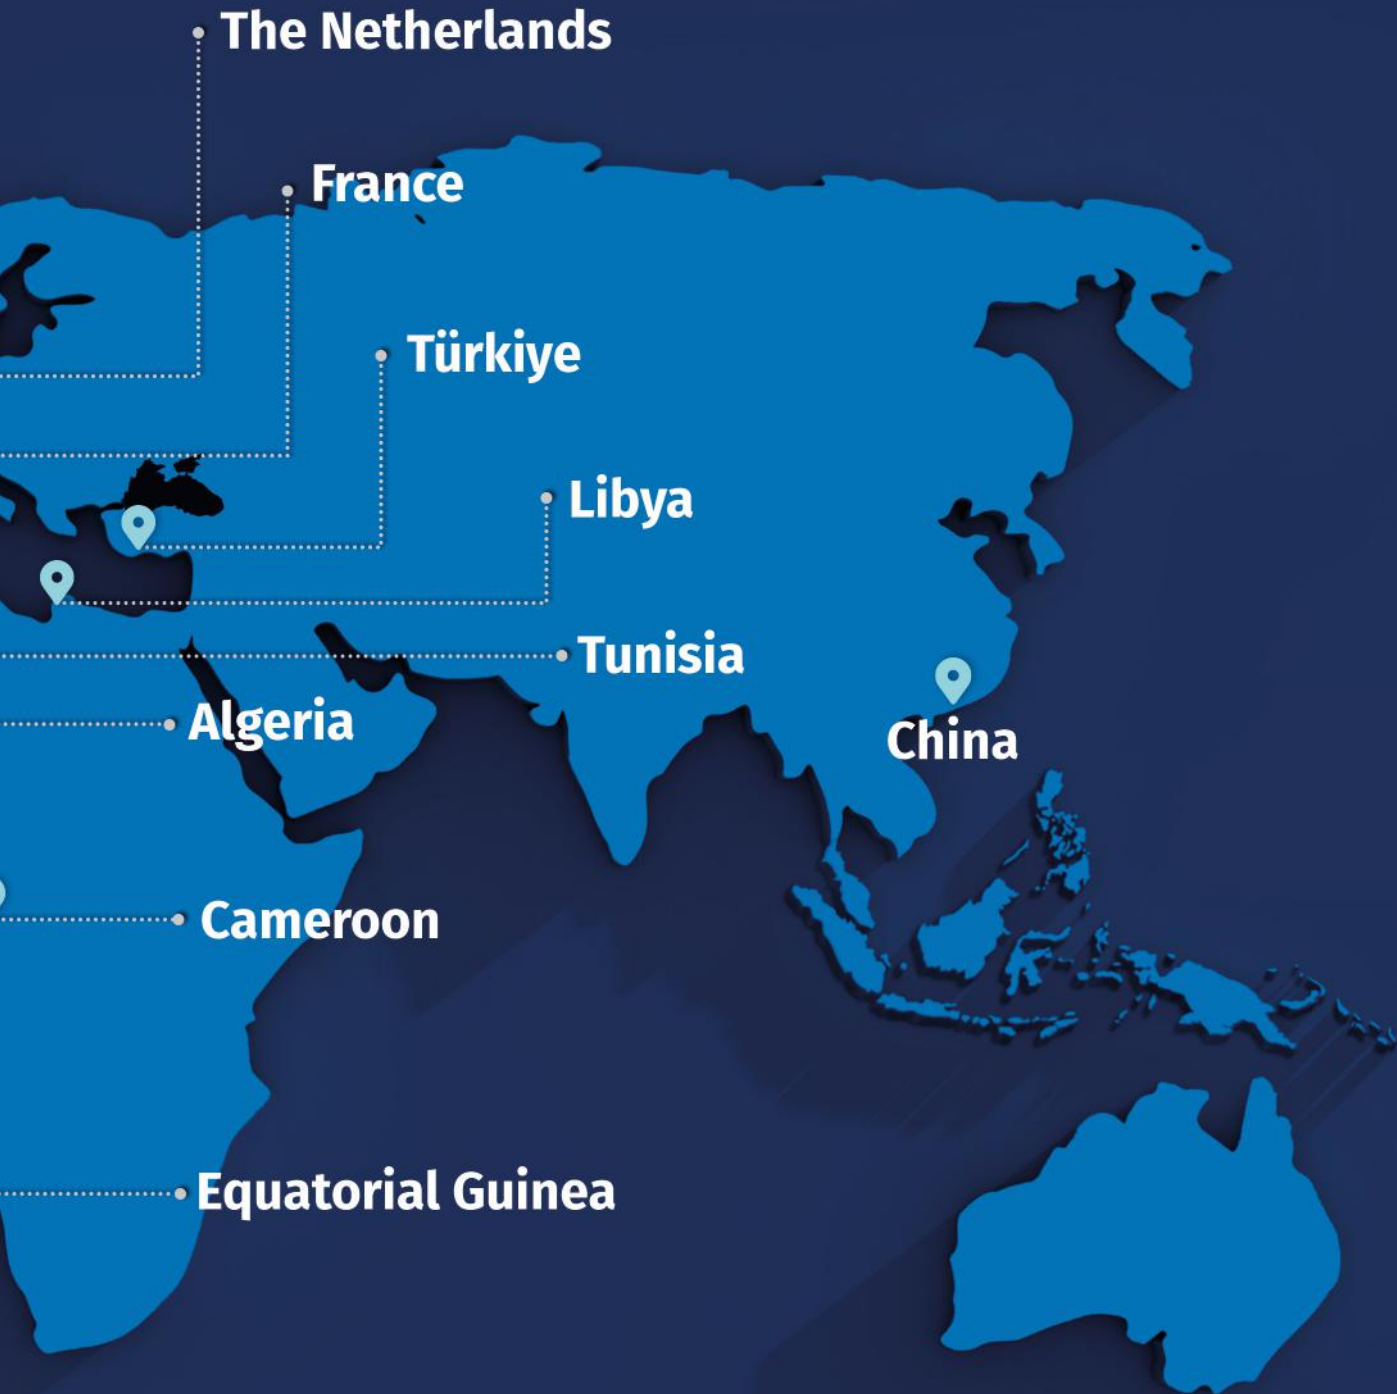 The Netherlands
France
Türkiye
Libya
Tunisia
Algeria
China
Cameroon
Equatorial Guinea